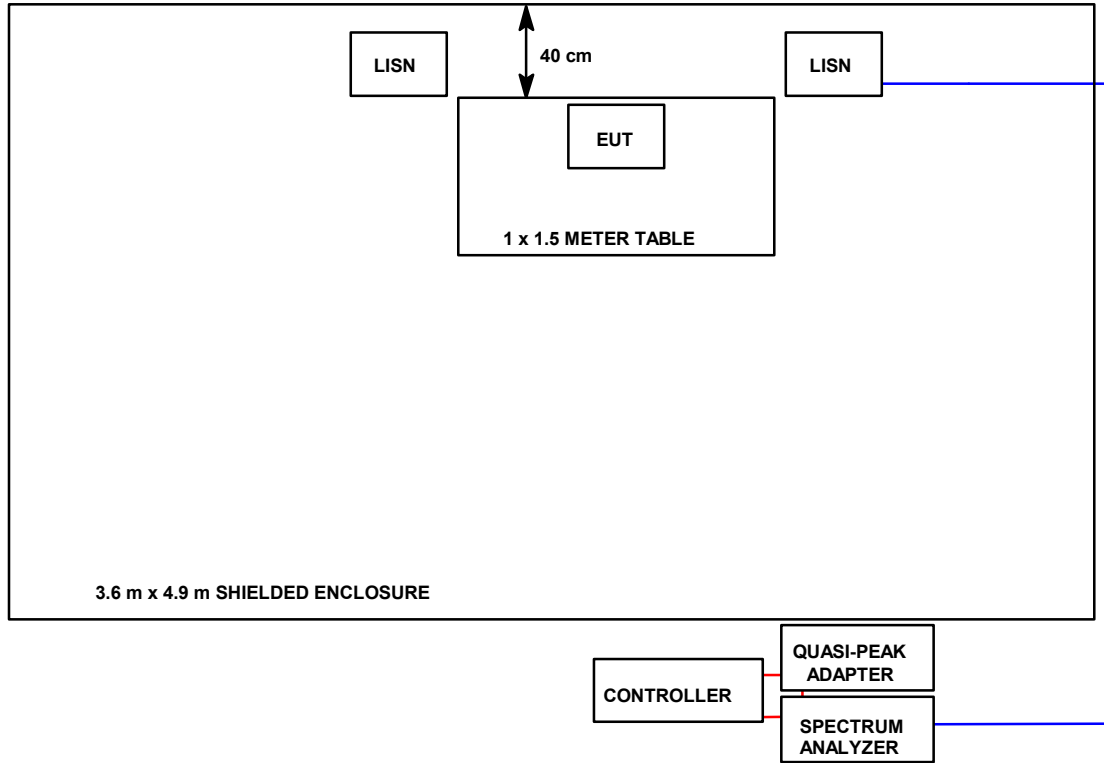 LISN
40 cm
LISN
EUT
1 x 1.5 METER TABLE
3.6 m x 4.9 m SHIELDED ENCLOSURE
QUASI-PEAK
ADAPTER
CONTROLLER
SPECTRUM
ANALYZER